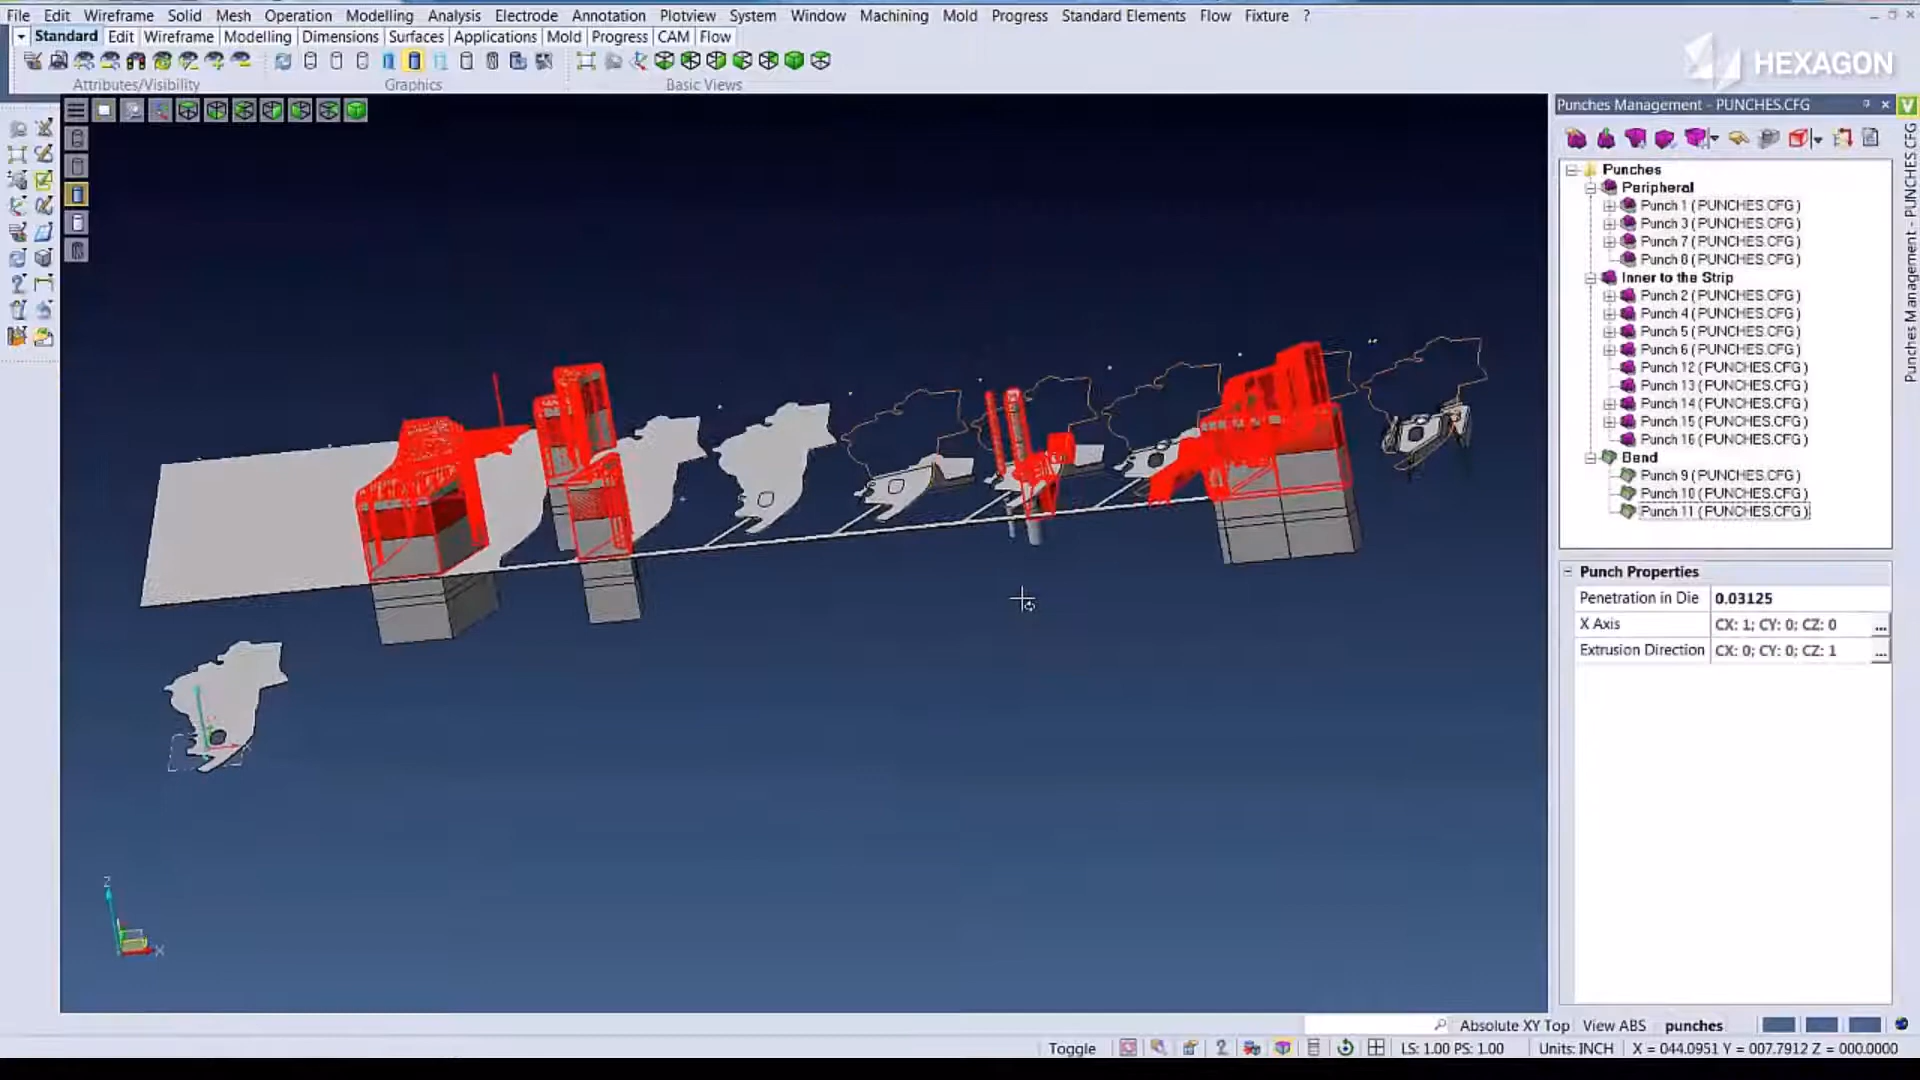 File Edit Wireframe Solid Mesh Operation Modelling Analysis Electrode Annotation Plotview System Window Machining Mold Progress Standard Elements Flow Fixture ?
Standard Edit Wireframe Modelling Dimensions Surfaces Applications Mold Progress CAM Flow
Attributes/Visibility Graphics Basic Views
HEXAGON
Punches Management - PUNCHES.CFG
Punches Management - PUNCHES.CFG
Punches
Peripheral
Punch 1 ( PUNCHES.CFG )
Punch 3 ( PUNCHES.CFG )
Punch 7 ( PUNCHES.CFG )
Punch 8 ( PUNCHES.CFG )
Inner to the Strip
Punch 2 ( PUNCHES.CFG )
Punch 4 ( PUNCHES.CFG )
Punch 5 ( PUNCHES.CFG )
Punch 6 ( PUNCHES.CFG )
Punch 12 ( PUNCHES.CFG )
Punch 13 ( PUNCHES.CFG )
Punch 14 ( PUNCHES.CFG )
Punch 15 ( PUNCHES.CFG )
Punch 16 ( PUNCHES.CFG )
Bend
Punch 9 ( PUNCHES.CFG )
Punch 10 ( PUNCHES.CFG )
Punch 11 ( PUNCHES.CFG )
Punch Properties
Penetration in Die 0.03125
X Axis CX: 1; CY: 0; CZ: 0 ...
Extrusion Direction CX: 0; CY: 0; CZ: 1 ...
Z
X
Absolute XY Top View ABS punches
Toggle LS: 1.00 PS: 1.00 Units: INCH X = 044.0951 Y = 007.7912 Z = 000.0000